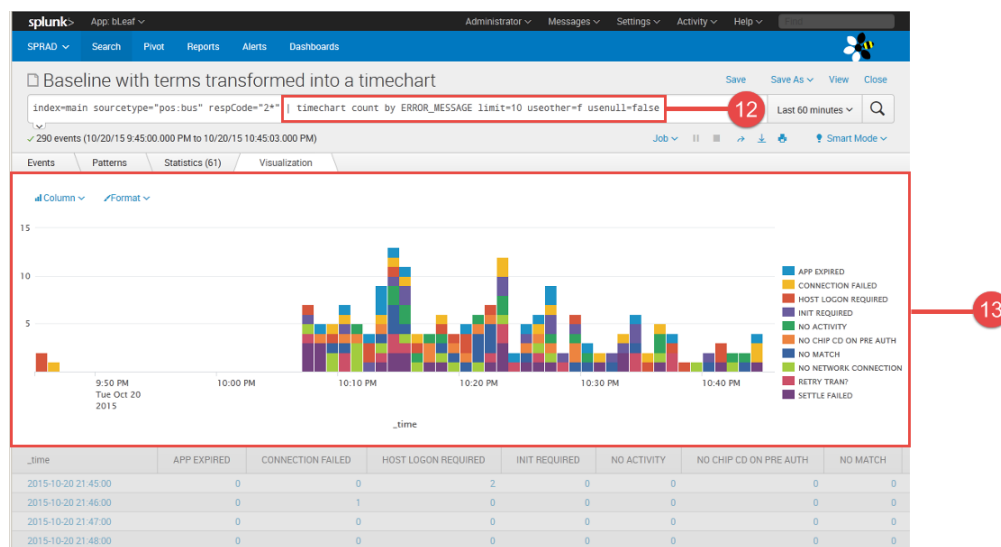 splunk> App: bLeaf Administrator Messages Settings Activity Help Find
SPRAD Search Pivot Reports Alerts Dashboards
Baseline with terms transformed into a timechart Save Save As View Close
index=main sourcetype="pos:bus" respCode="2*" | timechart count by ERROR_MESSAGE limit=10 useother=f usenull=false 12 Last 60 minutes
290 events (10/20/15 9:45:00.000 PM to 10/20/15 10:45:03.000 PM) Job Smart Mode
Events Patterns Statistics (61) Visualization
Column Format
15
10
5
APP EXPIRED
CONNECTION FAILED
HOST LOGON REQUIRED
INIT REQUIRED
NO ACTIVITY
NO CHIP CD ON PRE AUTH
NO MATCH
NO NETWORK CONNECTION
RETRY TRAN?
SETTLE FAILED
13
9:50 PM 10:00 PM 10:10 PM 10:20 PM 10:30 PM 10:40 PM
Tue Oct 20
2015
_time
_time APP EXPIRED CONNECTION FAILED HOST LOGON REQUIRED INIT REQUIRED NO ACTIVITY NO CHIP CD ON PRE AUTH NO MATCH
2015-10-20 21:45:00 0 0 2 0 0 0 0
2015-10-20 21:46:00 0 1 0 0 0 0 0
2015-10-20 21:47:00 0 0 0 0 0 0 0
2015-10-20 21:48:00 0 0 0 0 0 0 0